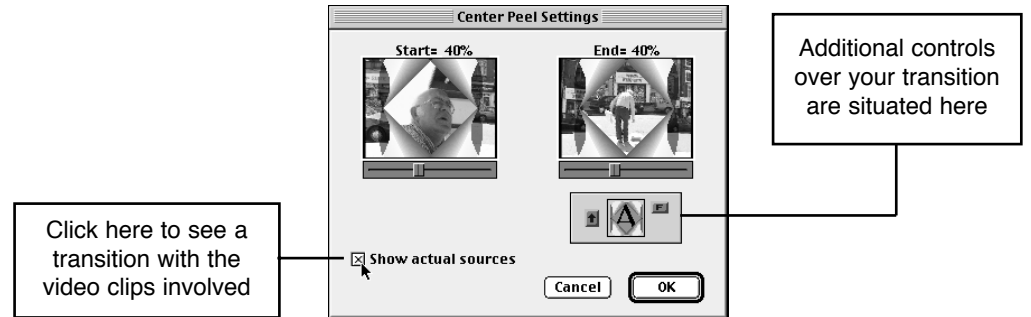 Center Peel Settings
Start= 40%
End= 40%
Additional controls
over your transition
are situated here
A
F
Click here to see a
transition with the
video clips involved
Show actual sources
Cancel
OK